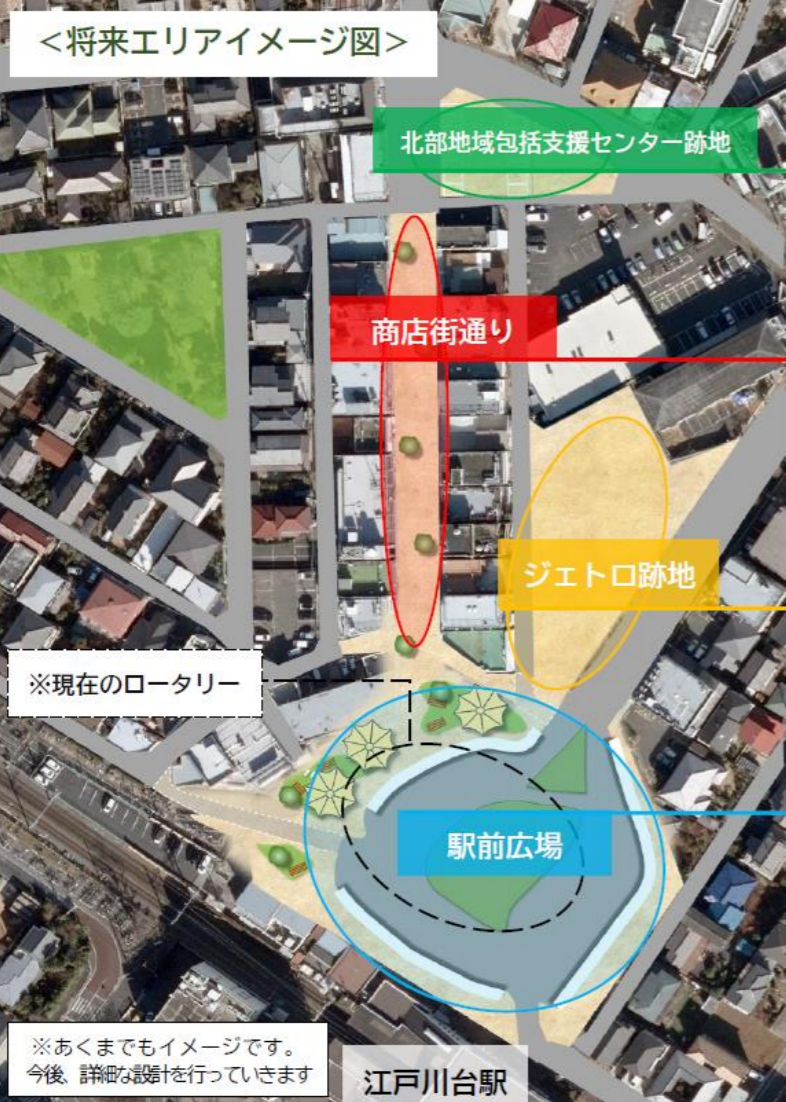 ＜将来エリアイメージ図＞
北部地域包括支援センター跡地
商店街通り
ジェトロ跡地
※現在のロータリー
駅前広場
※あくまでもイメージです。
今後、詳細な設計を行っていきます
江戸川台駅